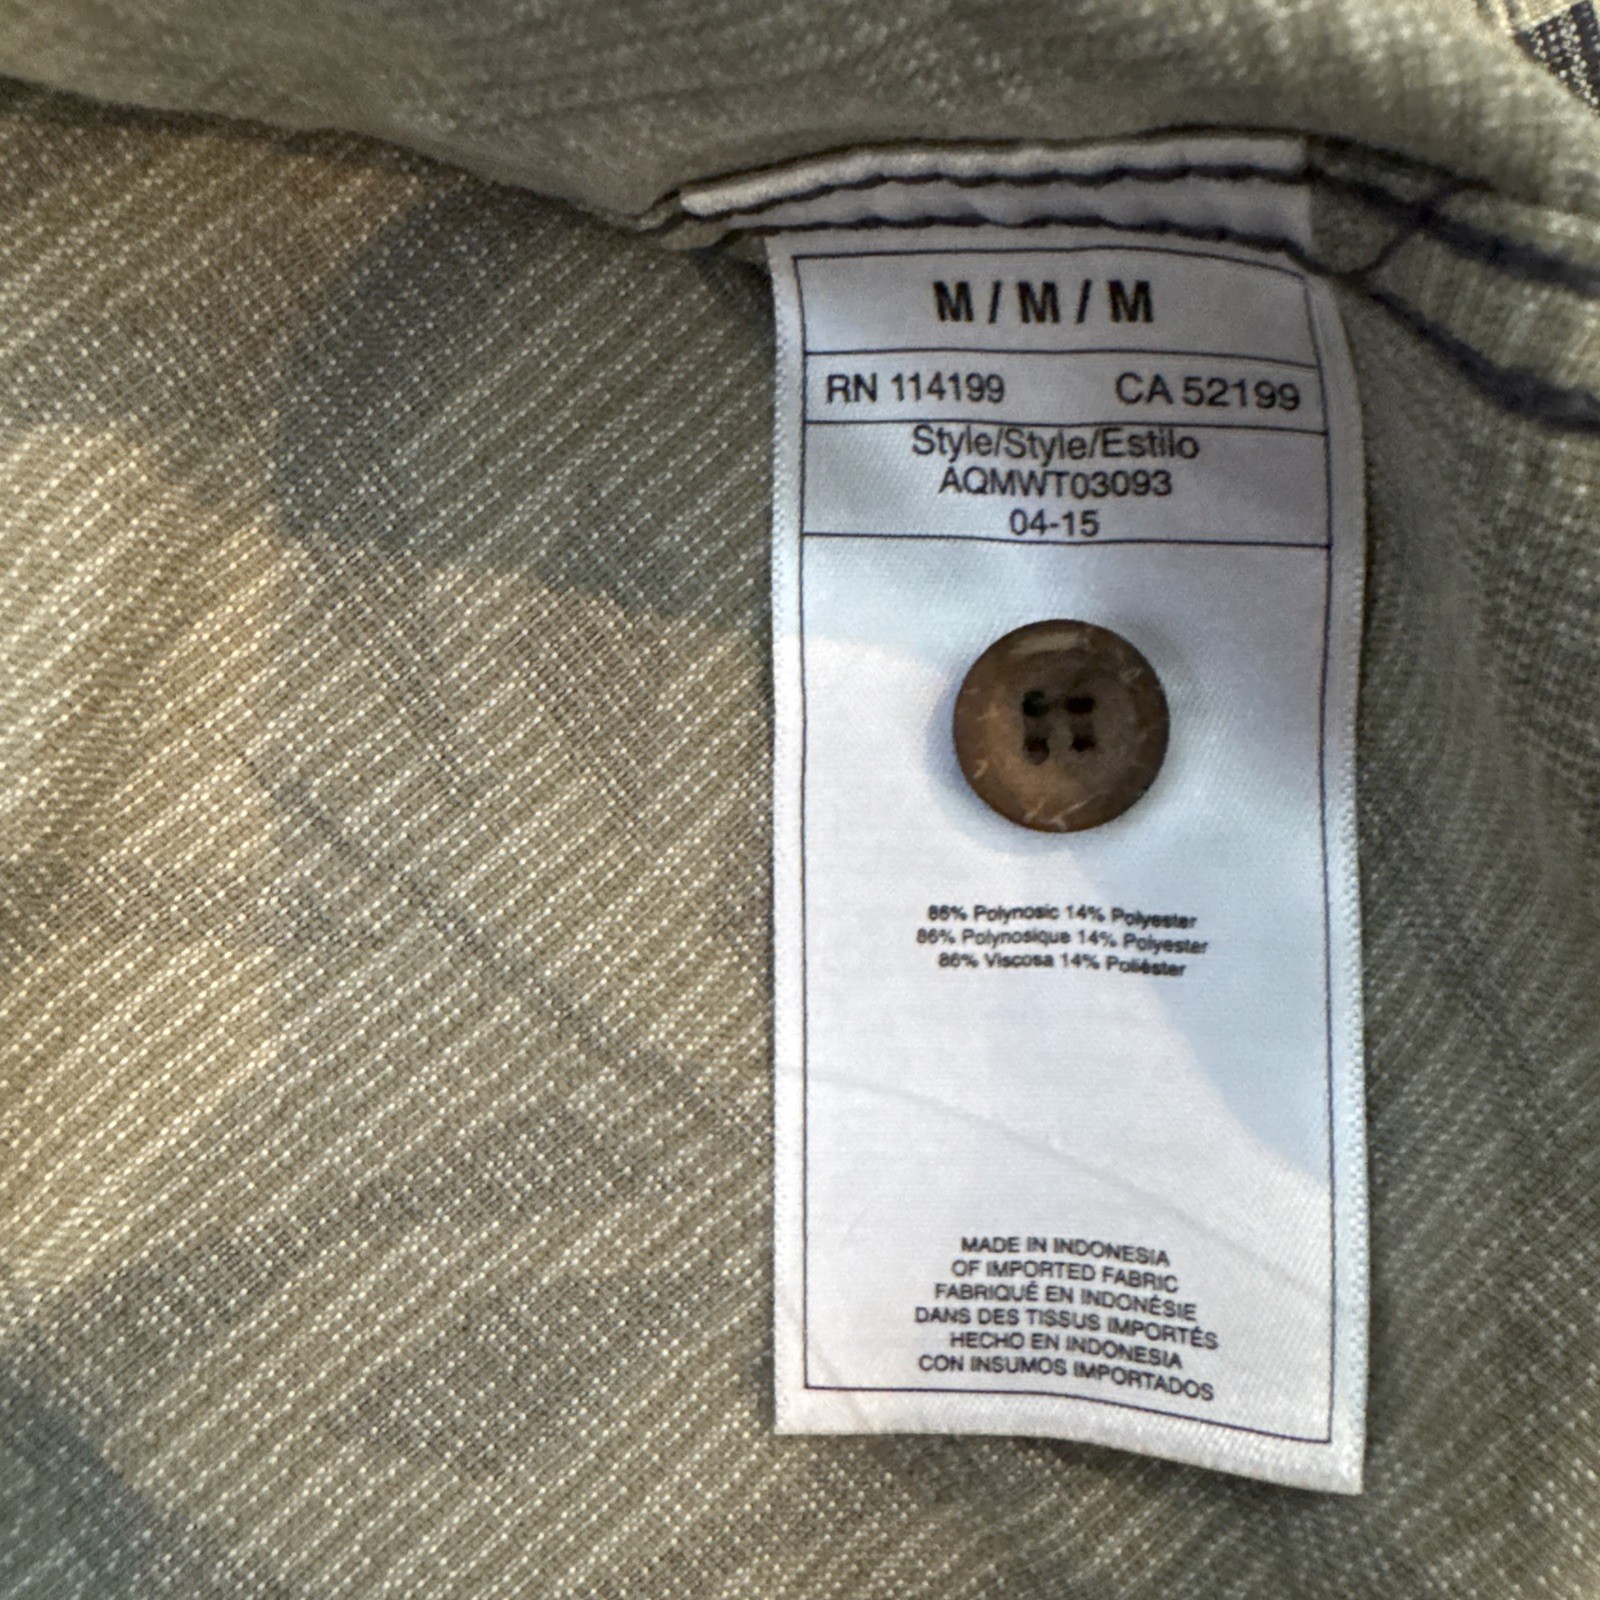 M / M / M
RN 114199 CA 52199
Style/Style/Estilo
AQMWT03093
04-15
86% Polynosic 14% Polyester
86% Polynosique 14% Polyester
86% Viscosa 14% Poliéster
MADE IN INDONESIA
OF IMPORTED FABRIC
FABRIQUÉ EN INDONÉSIE
DANS DES TISSUS IMPORTÉS
HECHO EN INDONESIA
CON INSUMOS IMPORTADOS